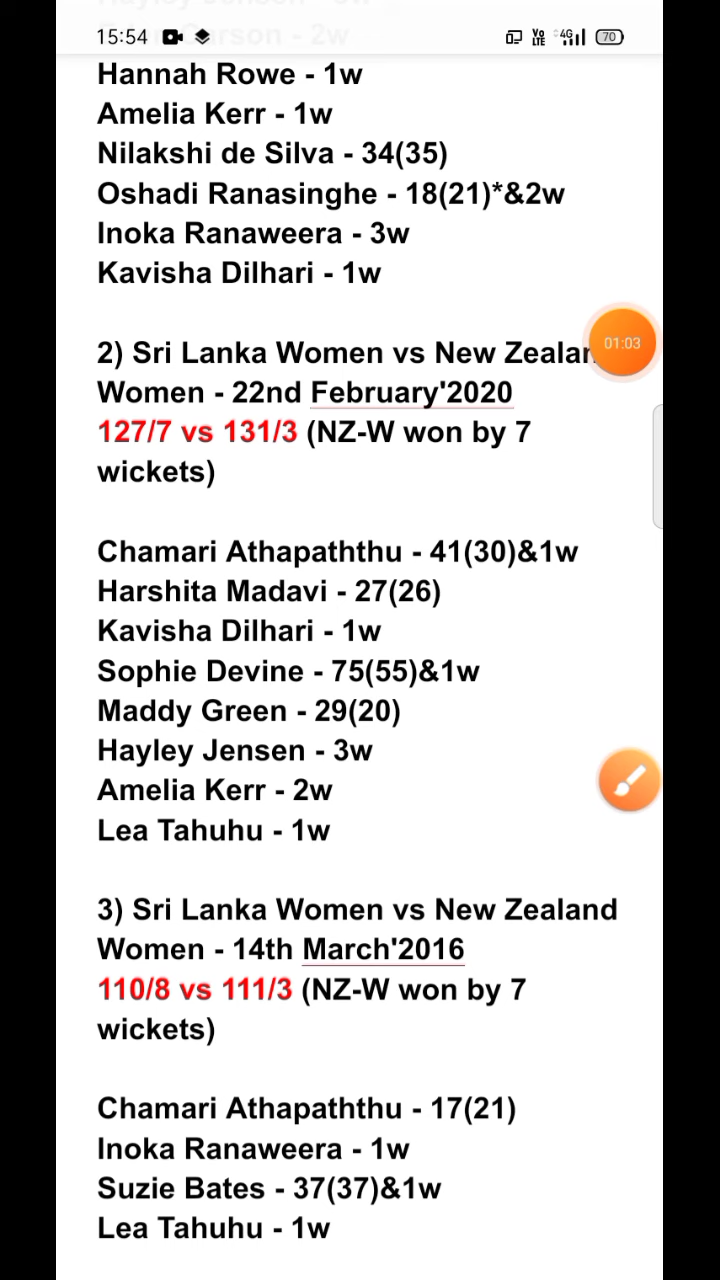 15:54 Vo LTE 4G 70
Hannah Rowe - 1w
Amelia Kerr - 1w
Nilakshi de Silva - 34(35)
Oshadi Ranasinghe - 18(21)*&2w
Inoka Ranaweera - 3w
Kavisha Dilhari - 1w
2) Sri Lanka Women vs New Zealan
01:03
Women - 22nd February'2020
127/7 vs 131/3 (NZ-W won by 7
wickets)
Chamari Athapaththu - 41(30)&1w
Harshita Madavi - 27(26)
Kavisha Dilhari - 1w
Sophie Devine - 75(55)&1w
Maddy Green - 29(20)
Hayley Jensen - 3w
Amelia Kerr - 2w
Lea Tahuhu - 1w
3) Sri Lanka Women vs New Zealand
Women - 14th March'2016
110/8 vs 111/3 (NZ-W won by 7
wickets)
Chamari Athapaththu - 17(21)
Inoka Ranaweera - 1w
Suzie Bates - 37(37)&1w
Lea Tahuhu - 1w